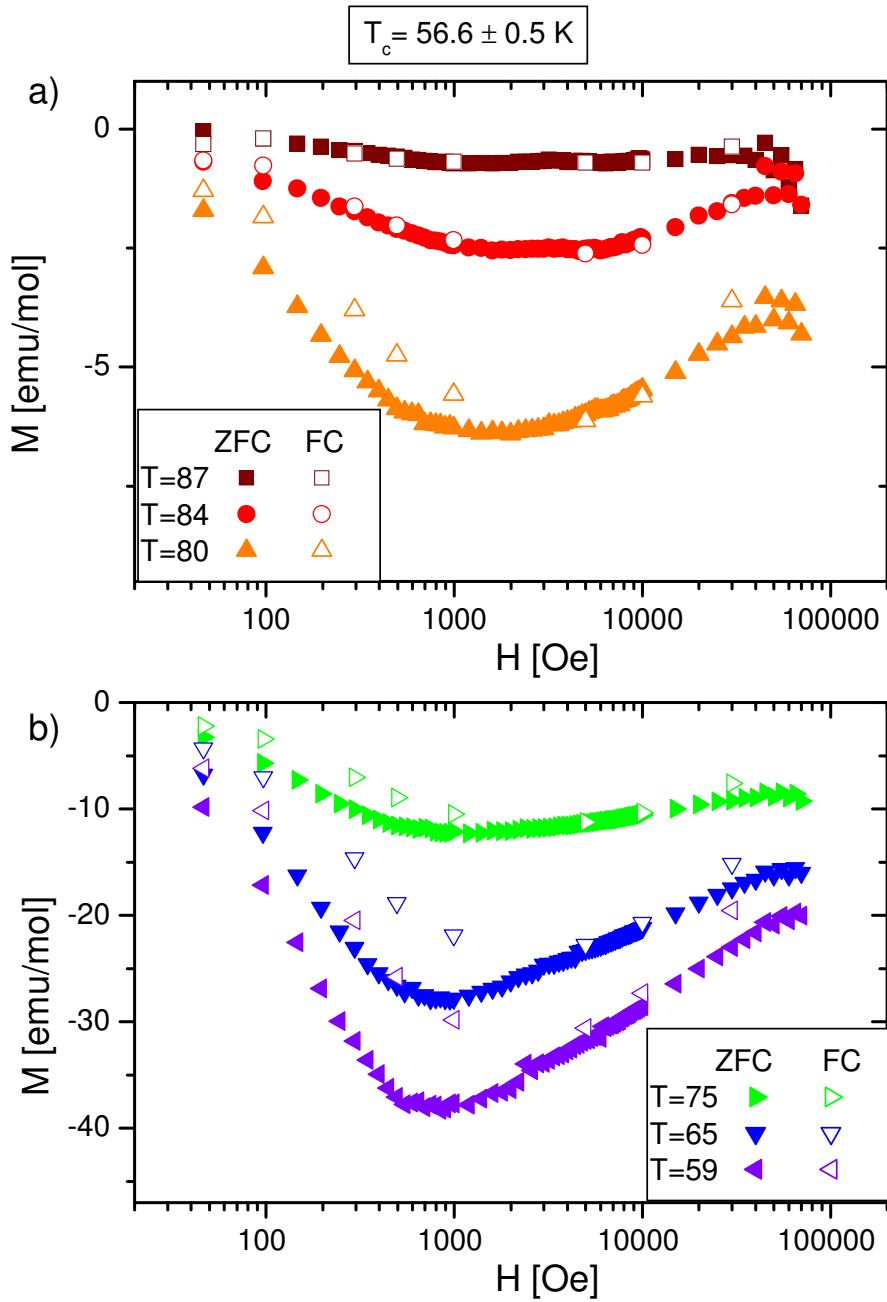 T_c= 56.6 ± 0.5 K
a)
0
-5
M [emu/mol]
ZFC FC
T=87
T=84
T=80
100 1000 10000 100000
H [Oe]
b)
0
-10
-20
-30
-40
M [emu/mol]
ZFC FC
T=75
T=65
T=59
100 1000 10000 100000
H [Oe]